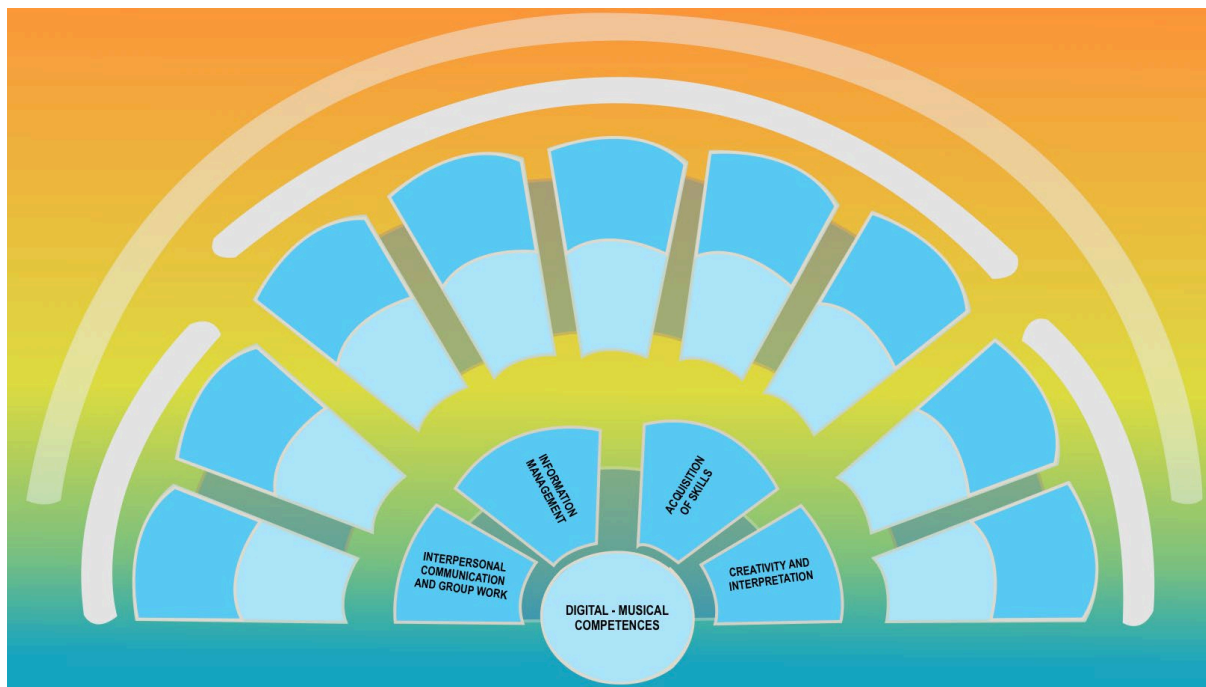 INFORMATION
MANAGEMENT
ACQUISITION
OF SKILLS
INTERPERSONAL
COMMUNICATION
AND GROUP WORK
CREATIVITY AND
INTERPRETATION
DIGITAL - MUSICAL
COMPETENCES